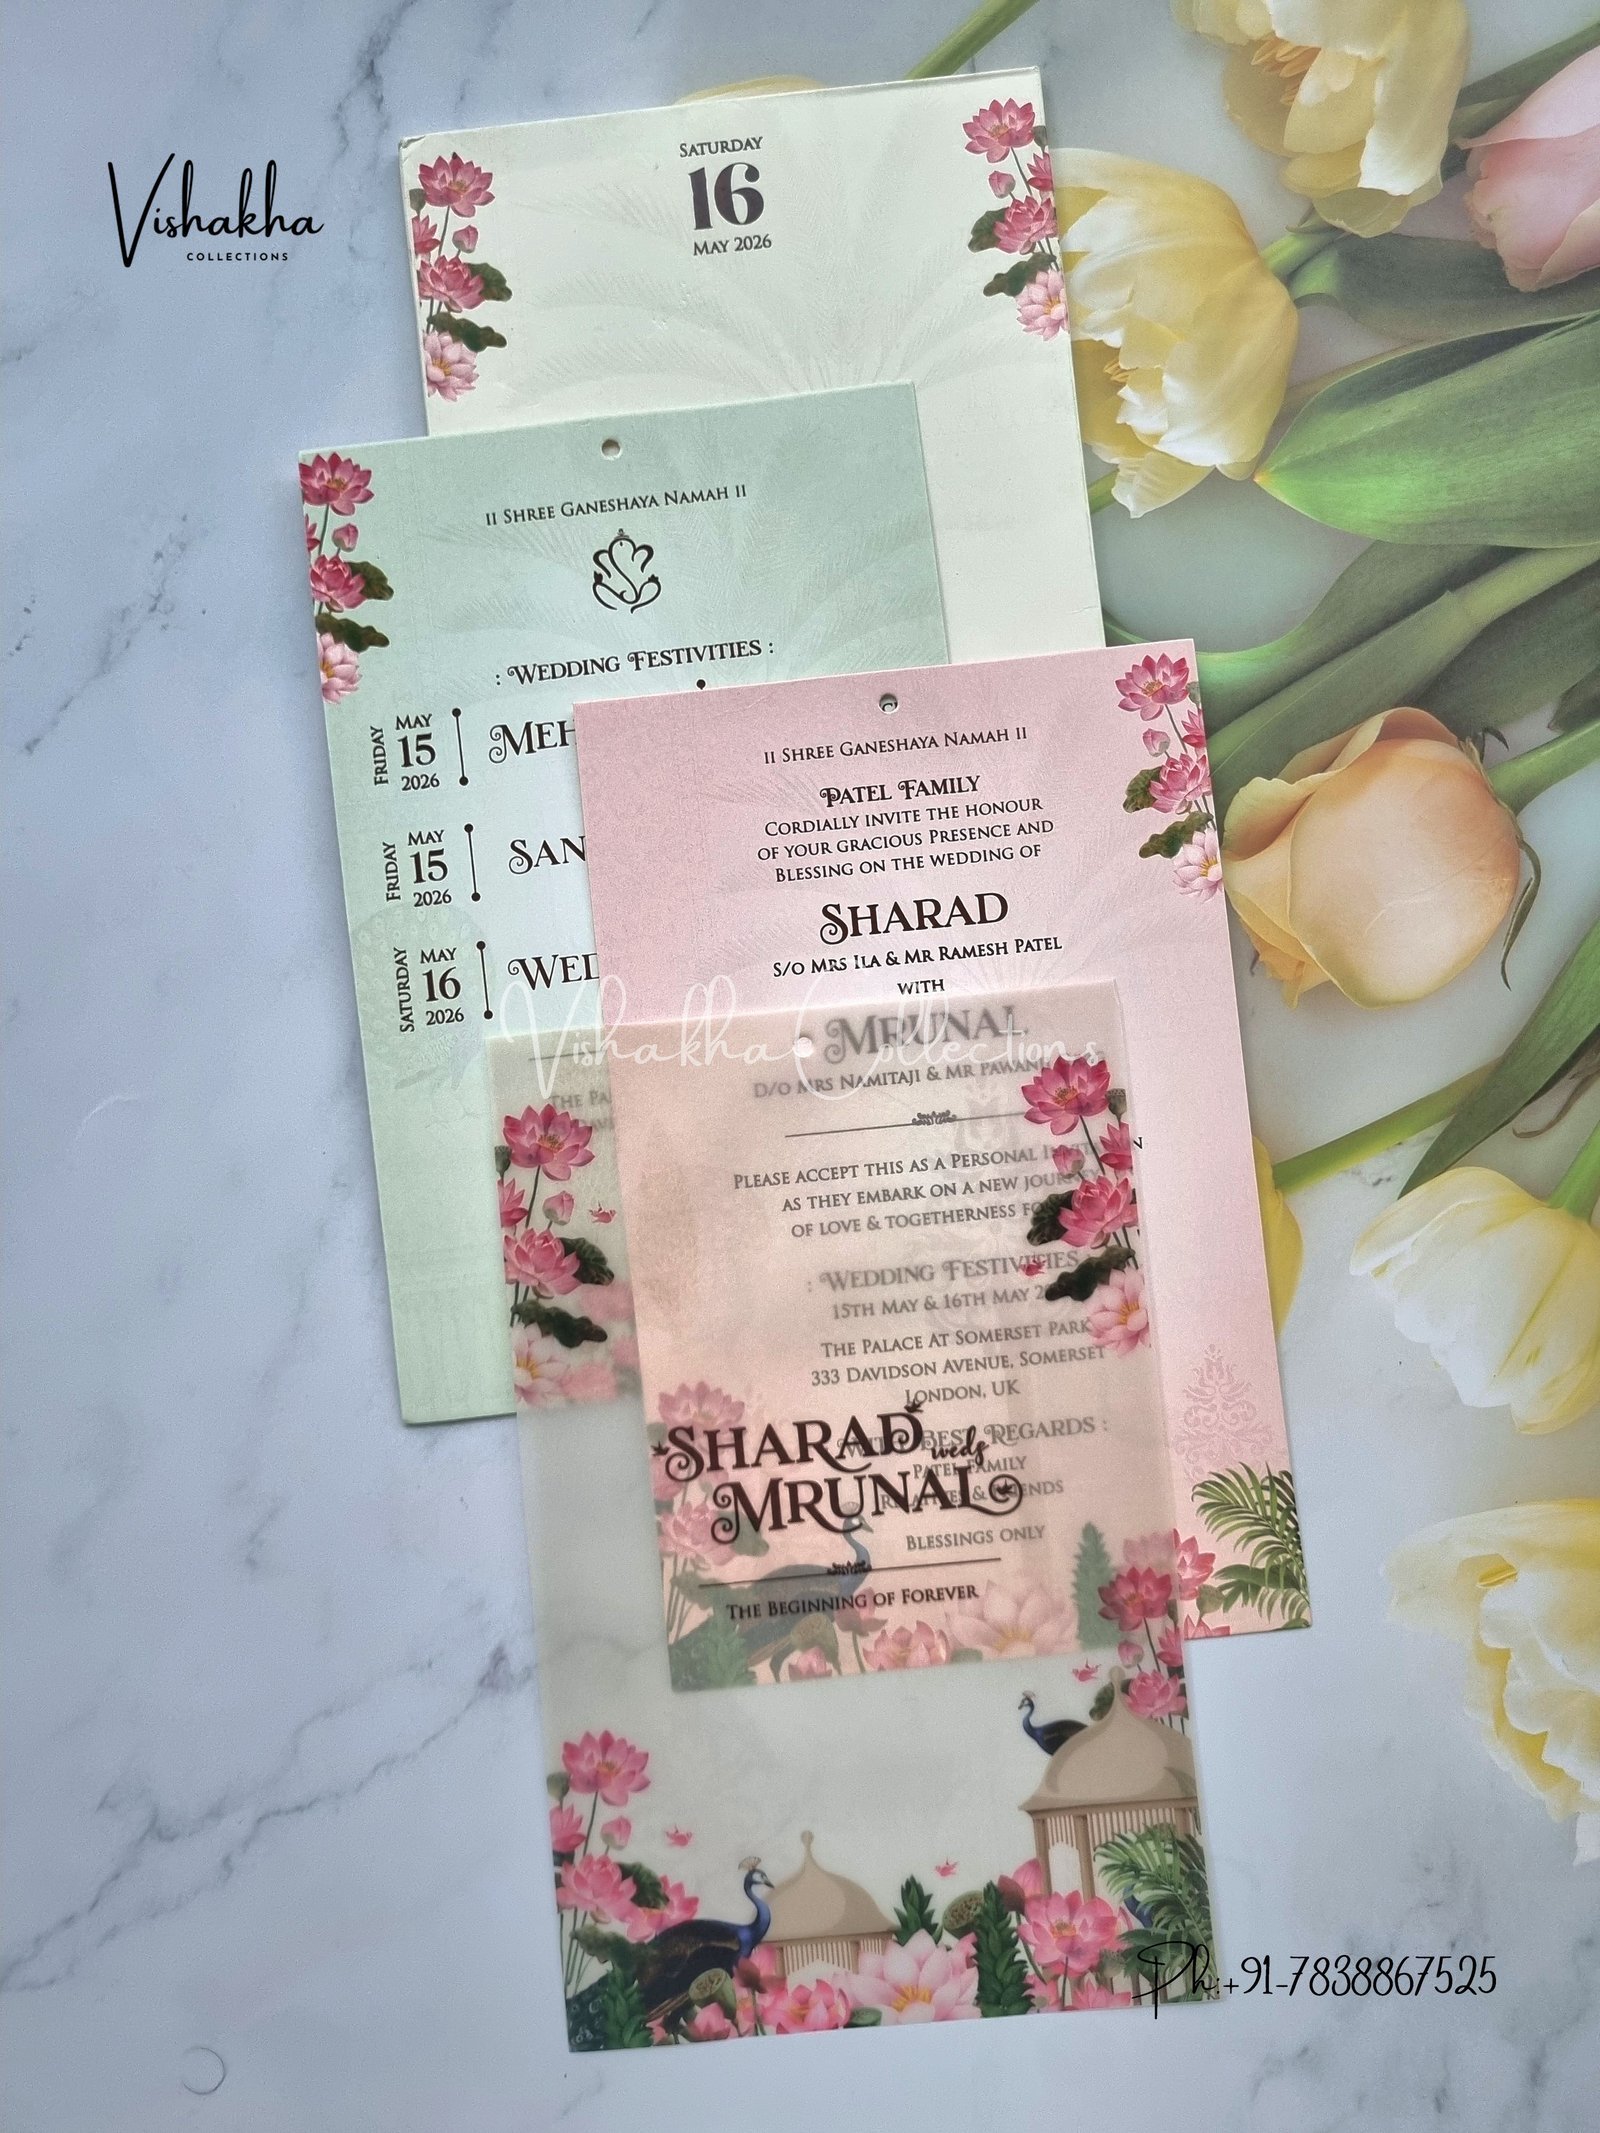 Vishakha
COLLECTIONS
SATURDAY
16
MAY 2026
II SHREE GANESHAYA NAMAH II
: WEDDING FESTIVITIES :
FRIDAY
MAY
15
2026
MEH
FRIDAY
MAY
15
2026
SAN
SATURDAY
MAY
16
2026
WED
THE PA
II SHREE GANESHAYA NAMAH II
PATEL FAMILY
CORDIALLY INVITE THE HONOUR
OF YOUR GRACIOUS PRESENCE AND
BLESSING ON THE WEDDING OF
SHARAD
S/O MRS ILA & MR RAMESH PATEL
WITH
Vishakha Collections
MRUNAL
D/O MRS NAMITAJI & MR PAWAN
PLEASE ACCEPT THIS AS A PERSONAL
AS THEY EMBARK ON A NEW
OF LOVE & TOGETHERNESS
: WEDDING FESTIVITIES
15TH MAY & 16TH MAY
THE PALACE AT SOMERSET PARK
333 DAVIDSON AVENUE, SOMERSET
LONDON, UK
BEST REGARDS :
SHARAD weds
PATEL FAMILY
MRUNAL
BLESSINGS ONLY
THE BEGINNING OF FOREVER
Ph:+91-7838867525